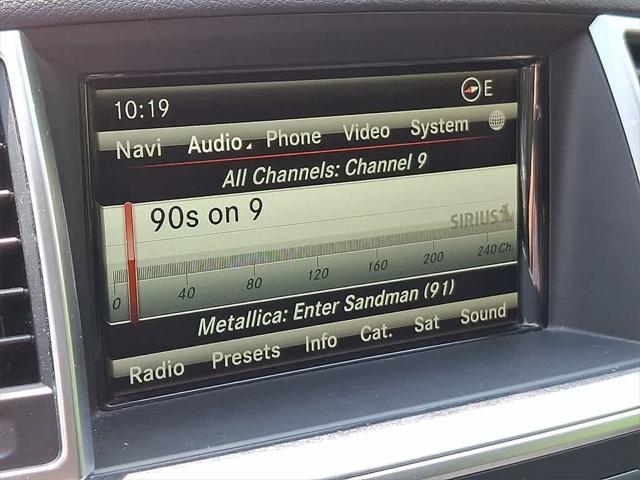 10:19 E
Navi Audio Phone Video System
All Channels: Channel 9
90s on 9
SIRIUS
0 40 80 120 160 200 240 Ch.
Metallica: Enter Sandman (91)
Radio Presets Info Cat. Sat Sound